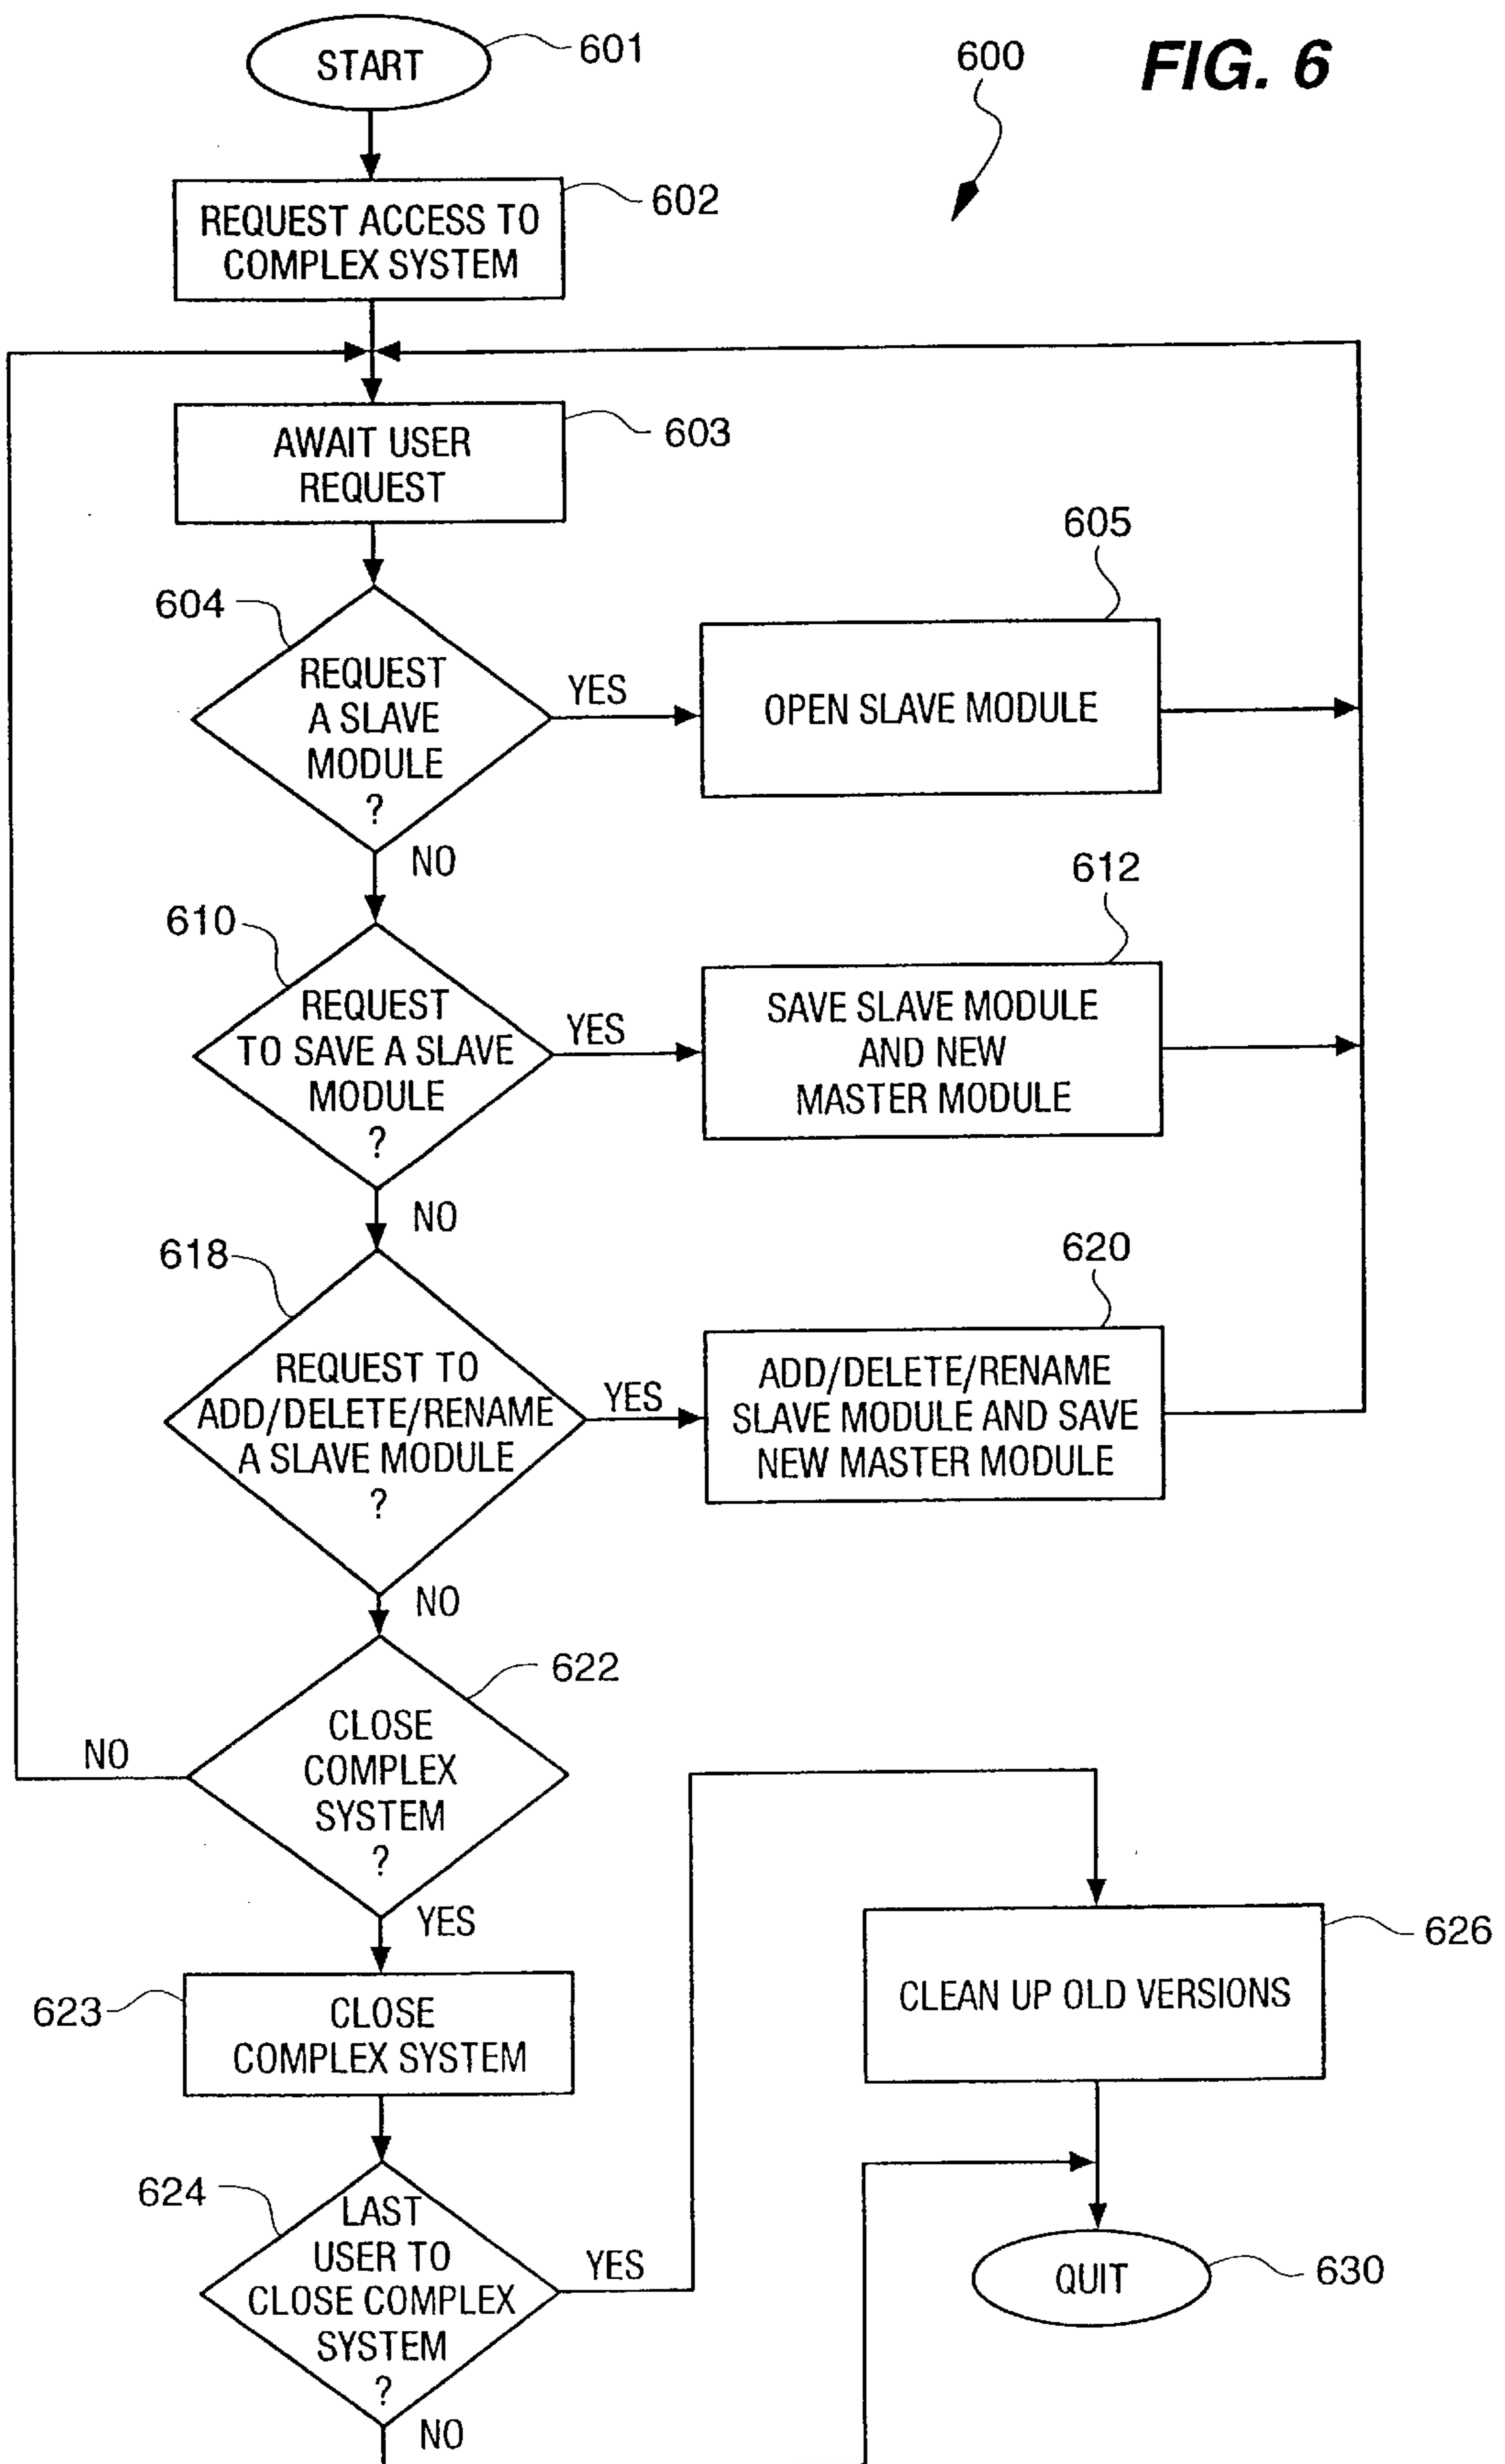 FIG. 6
600
START
601
REQUEST ACCESS TO
COMPLEX SYSTEM
602
AWAIT USER
REQUEST
603
604
REQUEST
A SLAVE
MODULE
?
YES
605
OPEN SLAVE MODULE
NO
610
REQUEST
TO SAVE A SLAVE
MODULE
?
YES
612
SAVE SLAVE MODULE
AND NEW
MASTER MODULE
NO
618
REQUEST TO
ADD/DELETE/RENAME
A SLAVE MODULE
?
YES
620
ADD/DELETE/RENAME
SLAVE MODULE AND SAVE
NEW MASTER MODULE
NO
622
CLOSE
COMPLEX
SYSTEM
?
NO
YES
623
CLOSE
COMPLEX SYSTEM
624
LAST
USER TO
CLOSE COMPLEX
SYSTEM
?
YES
NO
626
CLEAN UP OLD VERSIONS
QUIT
630